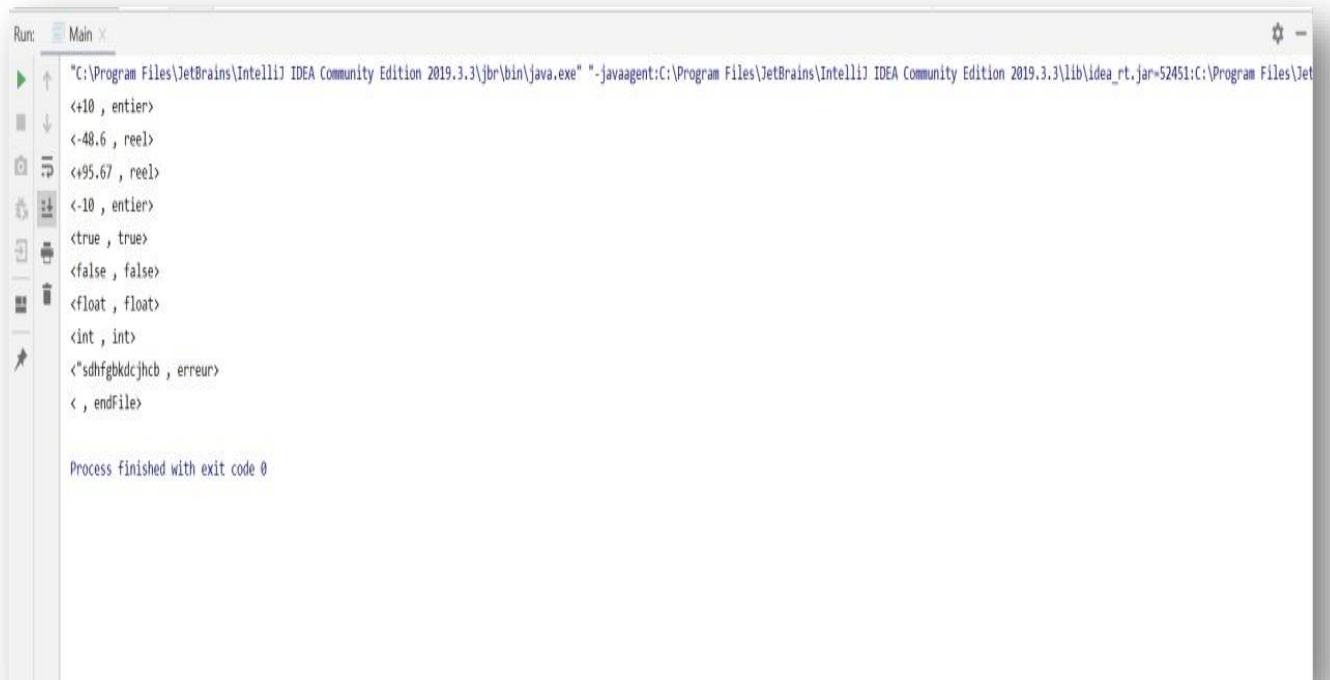 Run: Main ×
"C:\Program Files\JetBrains\IntelliJ IDEA Community Edition 2019.3.3\jbr\bin\java.exe" "-javaagent:C:\Program Files\JetBrains\IntelliJ IDEA Community Edition 2019.3.3\lib\idea_rt.jar=52451:C:\Program Files\Jet
<+10 , entier>
<-48.6 , reel>
<+95.67 , reel>
<-10 , entier>
<true , true>
<false , false>
<float , float>
<int , int>
<"sdhfgbkdcjhcb , erreur>
< , endFile>
Process finished with exit code 0